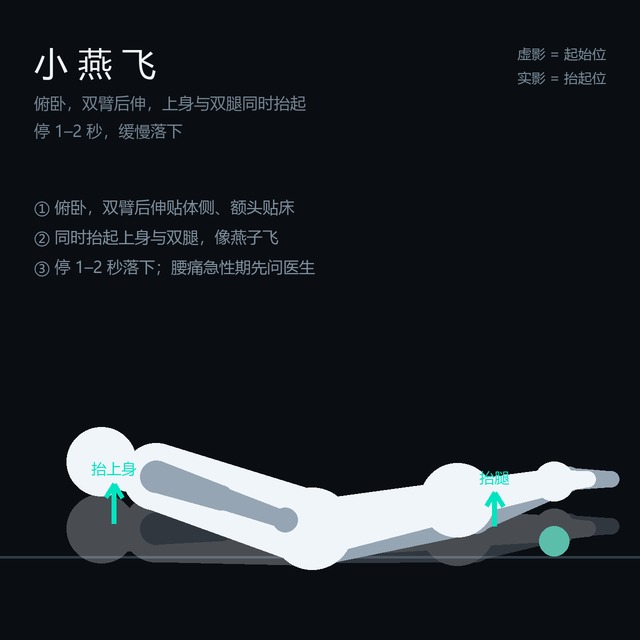 小燕飞
虚影 = 起始位
实影 = 抬起位
俯卧，双臂后伸，上身与双腿同时抬起
停 1–2 秒，缓慢落下
① 俯卧，双臂后伸贴体侧、额头贴床
② 同时抬起上身与双腿，像燕子飞
③ 停 1–2 秒落下；腰痛急性期先问医生
抬上身
抬腿